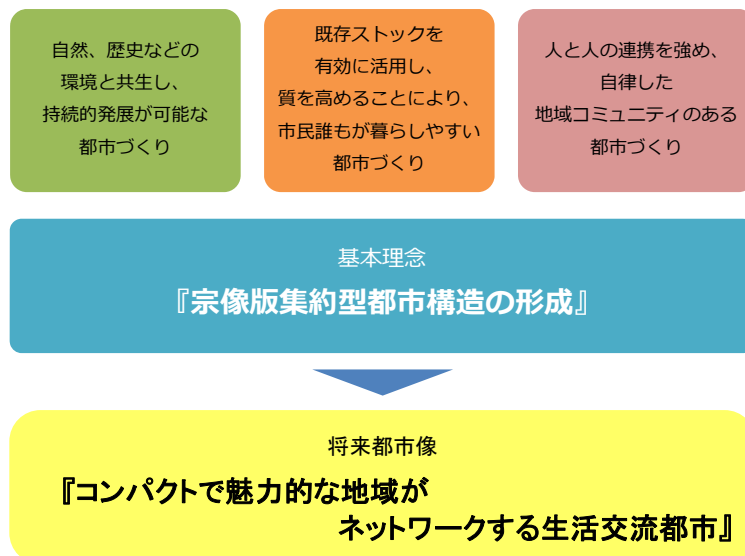 自然、歴史などの
環境と共生し、
持続的発展が可能な
都市づくり
既存ストックを
有効に活用し、
質を高めることにより、
市民誰もが暮らしやすい
都市づくり
人と人の連携を強め、
自律した
地域コミュニティのある
都市づくり
基本理念
『宗像版集約型都市構造の形成』
将来都市像
『コンパクトで魅力的な地域が
ネットワークする生活交流都市』